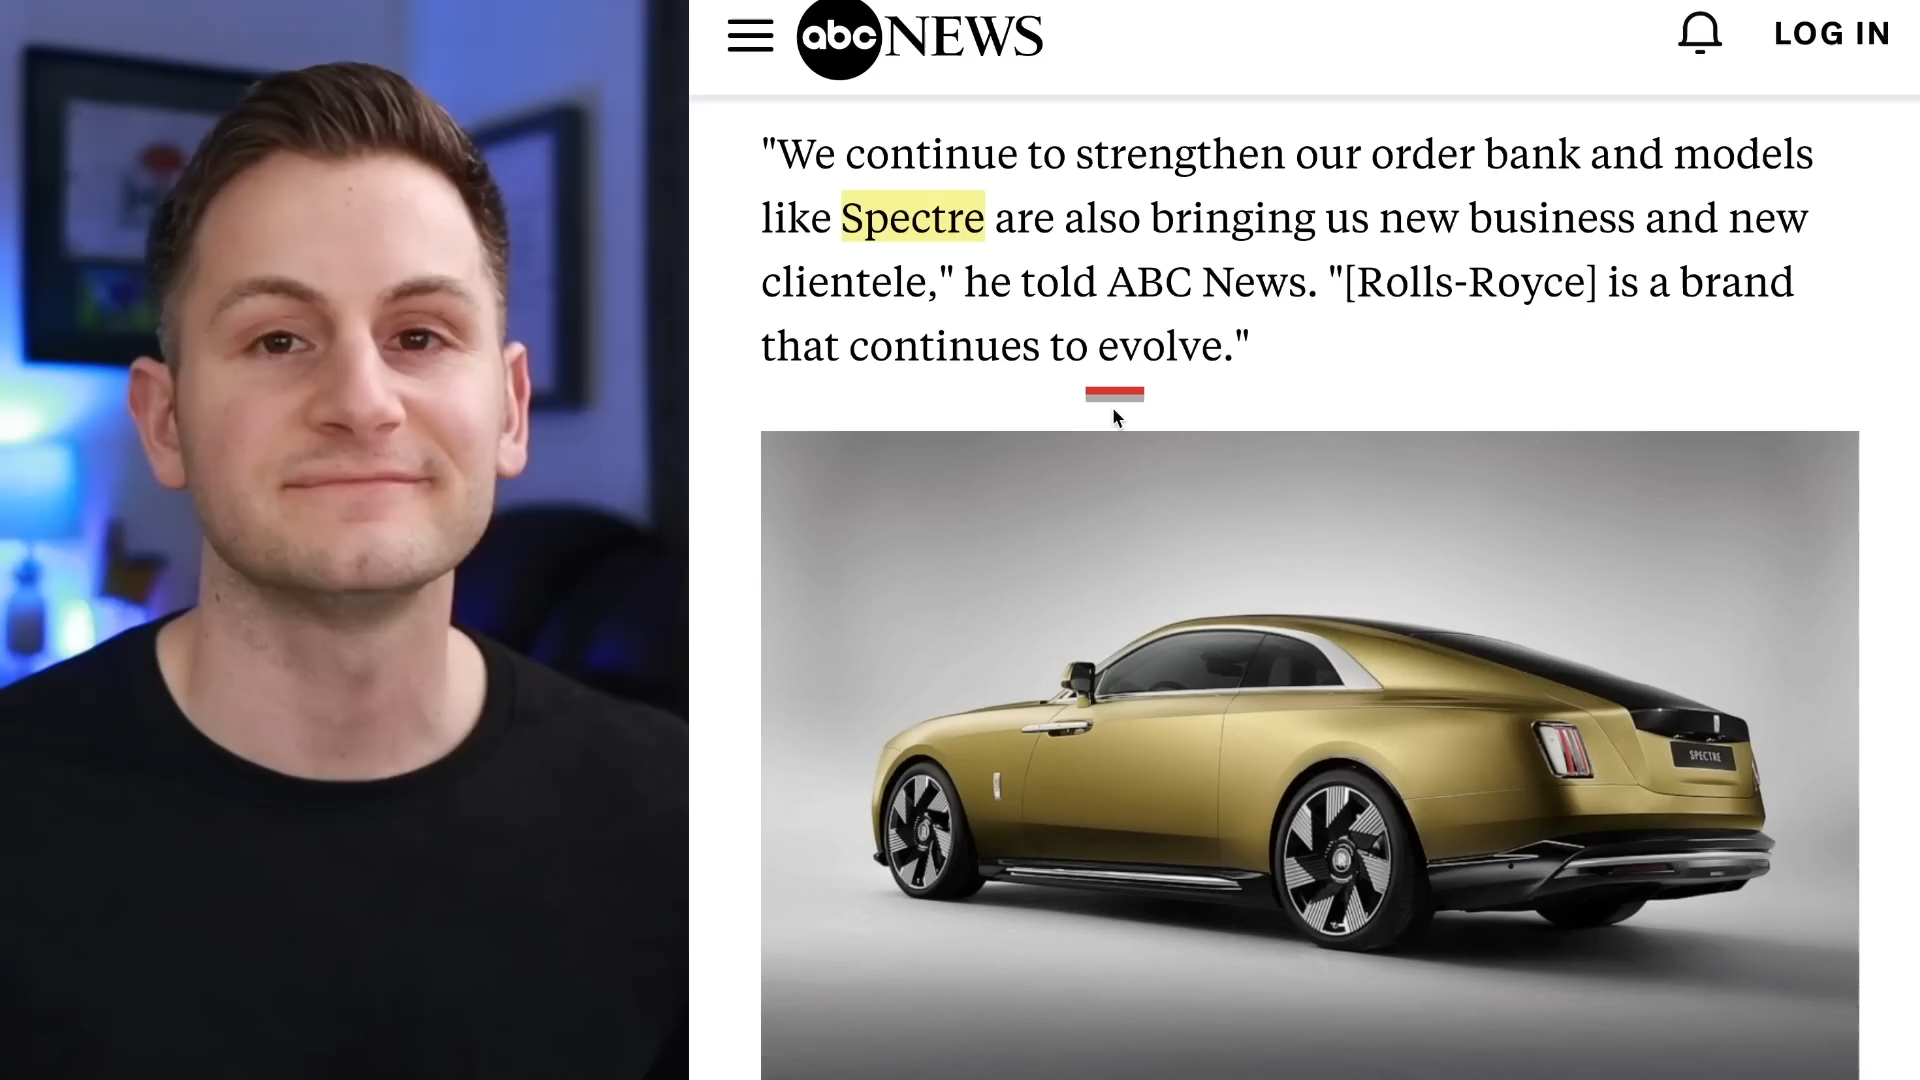 abc NEWS
LOG IN
"We continue to strengthen our order bank and models
like Spectre are also bringing us new business and new
clientele," he told ABC News. "[Rolls-Royce] is a brand
that continues to evolve."
SPECTRE